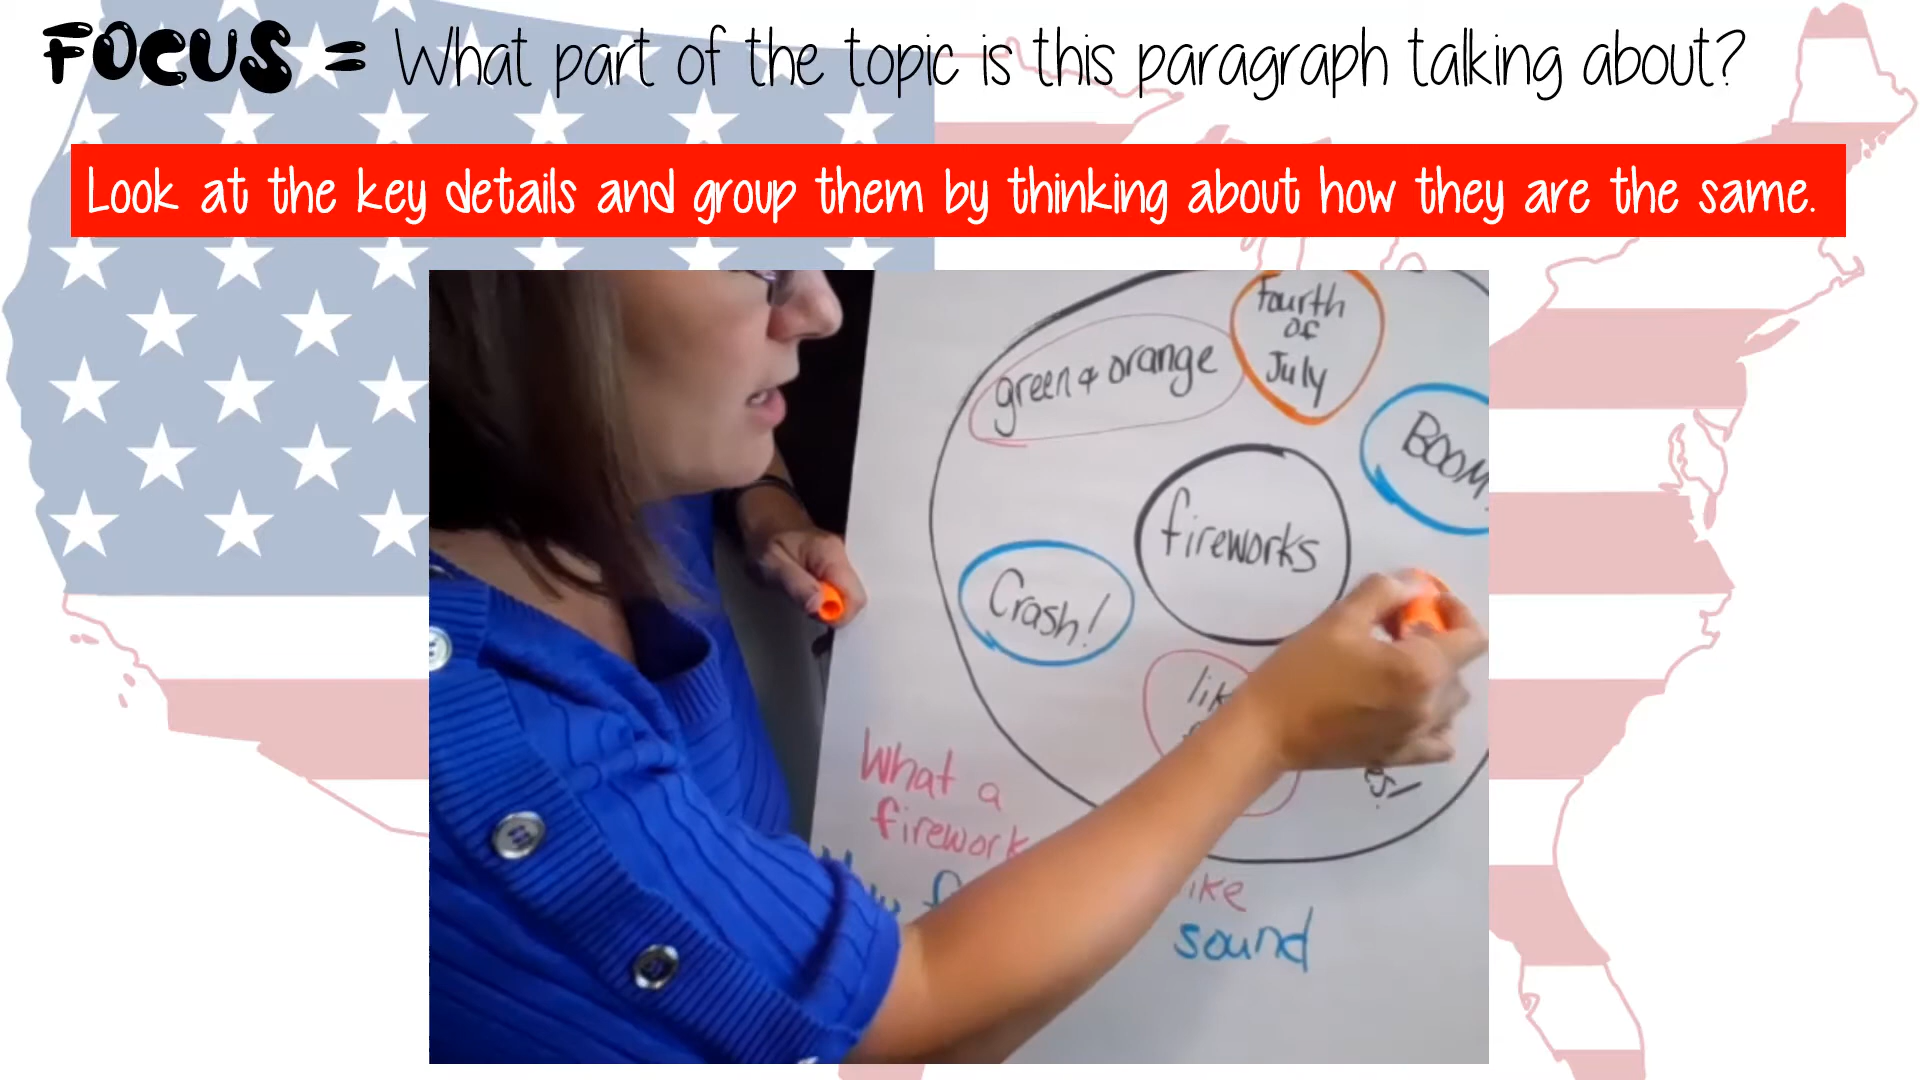 FOCUS = What part of the topic is this paragraph talking about?
Look at the key details and group them by thinking about how they are the same.
Fourth
of
July
green & orange
BOOM
fireworks
Crash!
What a
firework
sound